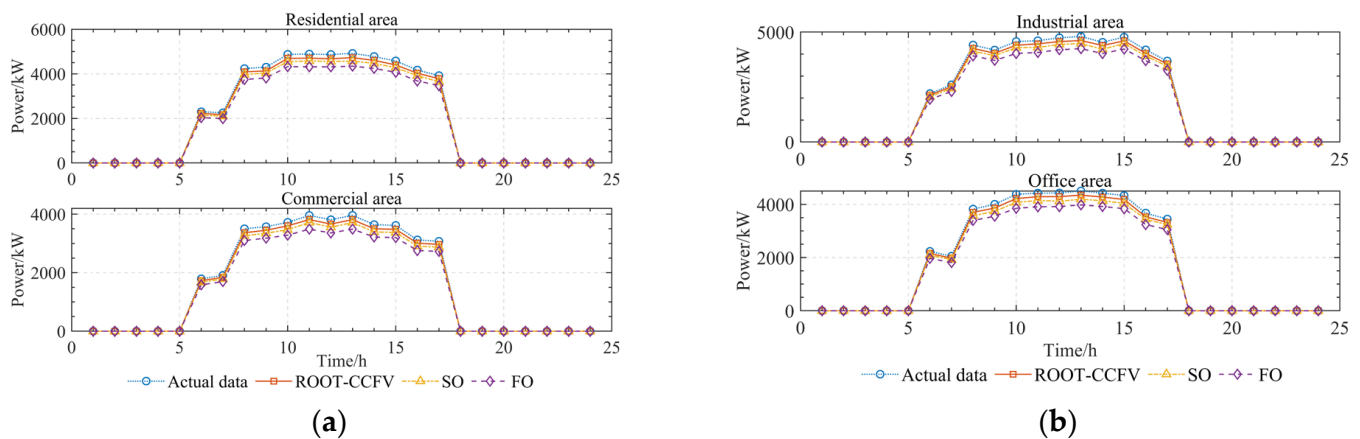 Residential area
6000
4000
2000
0
Power/kW
0 5 10 15 20 25
Commercial area
4000
2000
0
Power/kW
0 5 10 15 20 25
Time/h
Actual data ROOT-CCFV SO FO
(a)
Industrial area
5000
0
Power/kW
0 5 10 15 20 25
Office area
4000
2000
0
Power/kW
0 5 10 15 20 25
Time/h
Actual data ROOT-CCFV SO FO
(b)